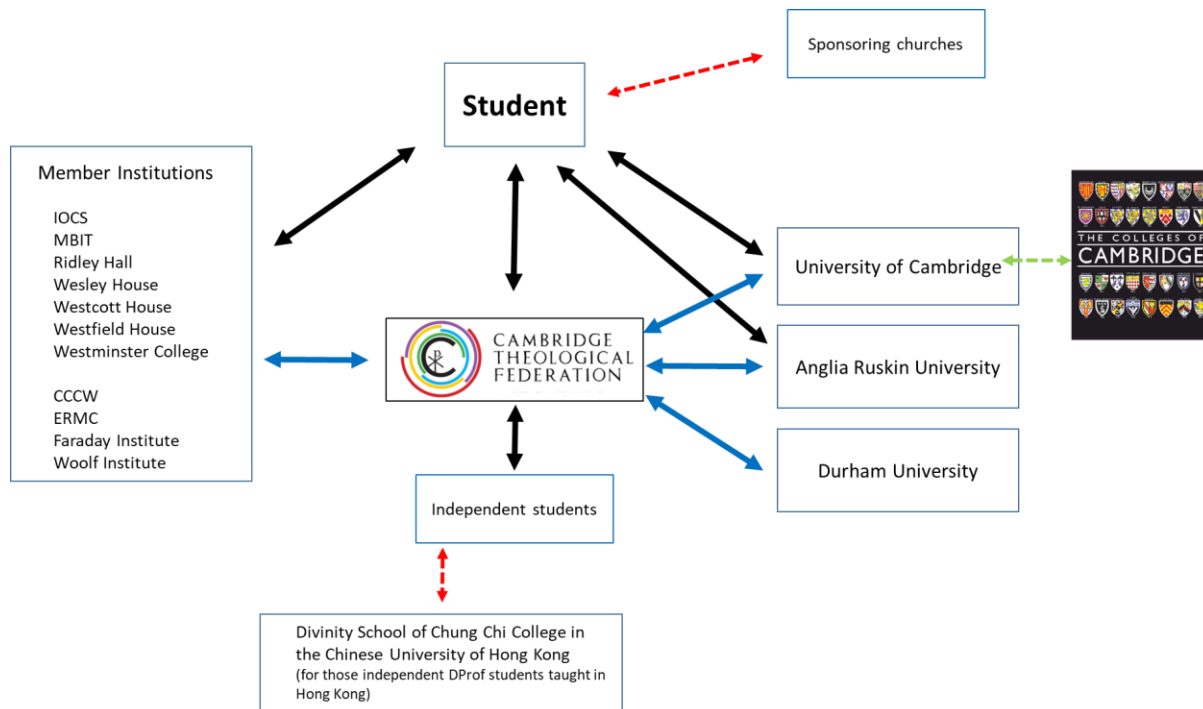 Sponsoring churches
Student
Member Institutions
IOCS
MBIT
Ridley Hall
Wesley House
Westcott House
Westfield House
Westminster College
CCCW
ERMC
Faraday Institute
Woolf Institute
University of Cambridge
THE COLLEGES OF
CAMBRIDGE
CAMBRIDGE
THEOLOGICAL
FEDERATION
Anglia Ruskin University
Durham University
Independent students
Divinity School of Chung Chi College in
the Chinese University of Hong Kong
(for those independent DProf students taught in
Hong Kong)